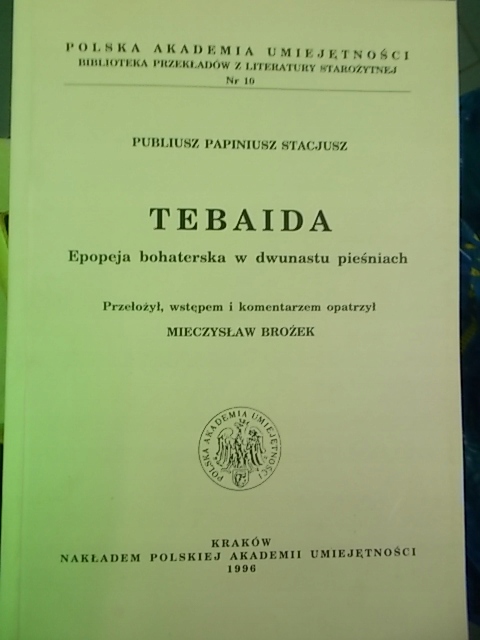 POLSKA AKADEMIA UMIEJĘTNOŚCI
BIBLIOTEKA PRZEKŁADÓW Z LITERATURY STAROŻYTNEJ
Nr 10
PUBLIUSZ PAPINIUSZ STACJUSZ
TEBAIDA
Epopeja bohaterska w dwunastu pieśniach
Przełożył, wstępem i komentarzem opatrzył
MIECZYSŁAW BROŻEK
POLSKA AKADEMIA UMIEJĘTNOŚCI
KRAKÓW
NAKŁADEM POLSKIEJ AKADEMII UMIEJĘTNOŚCI
1996